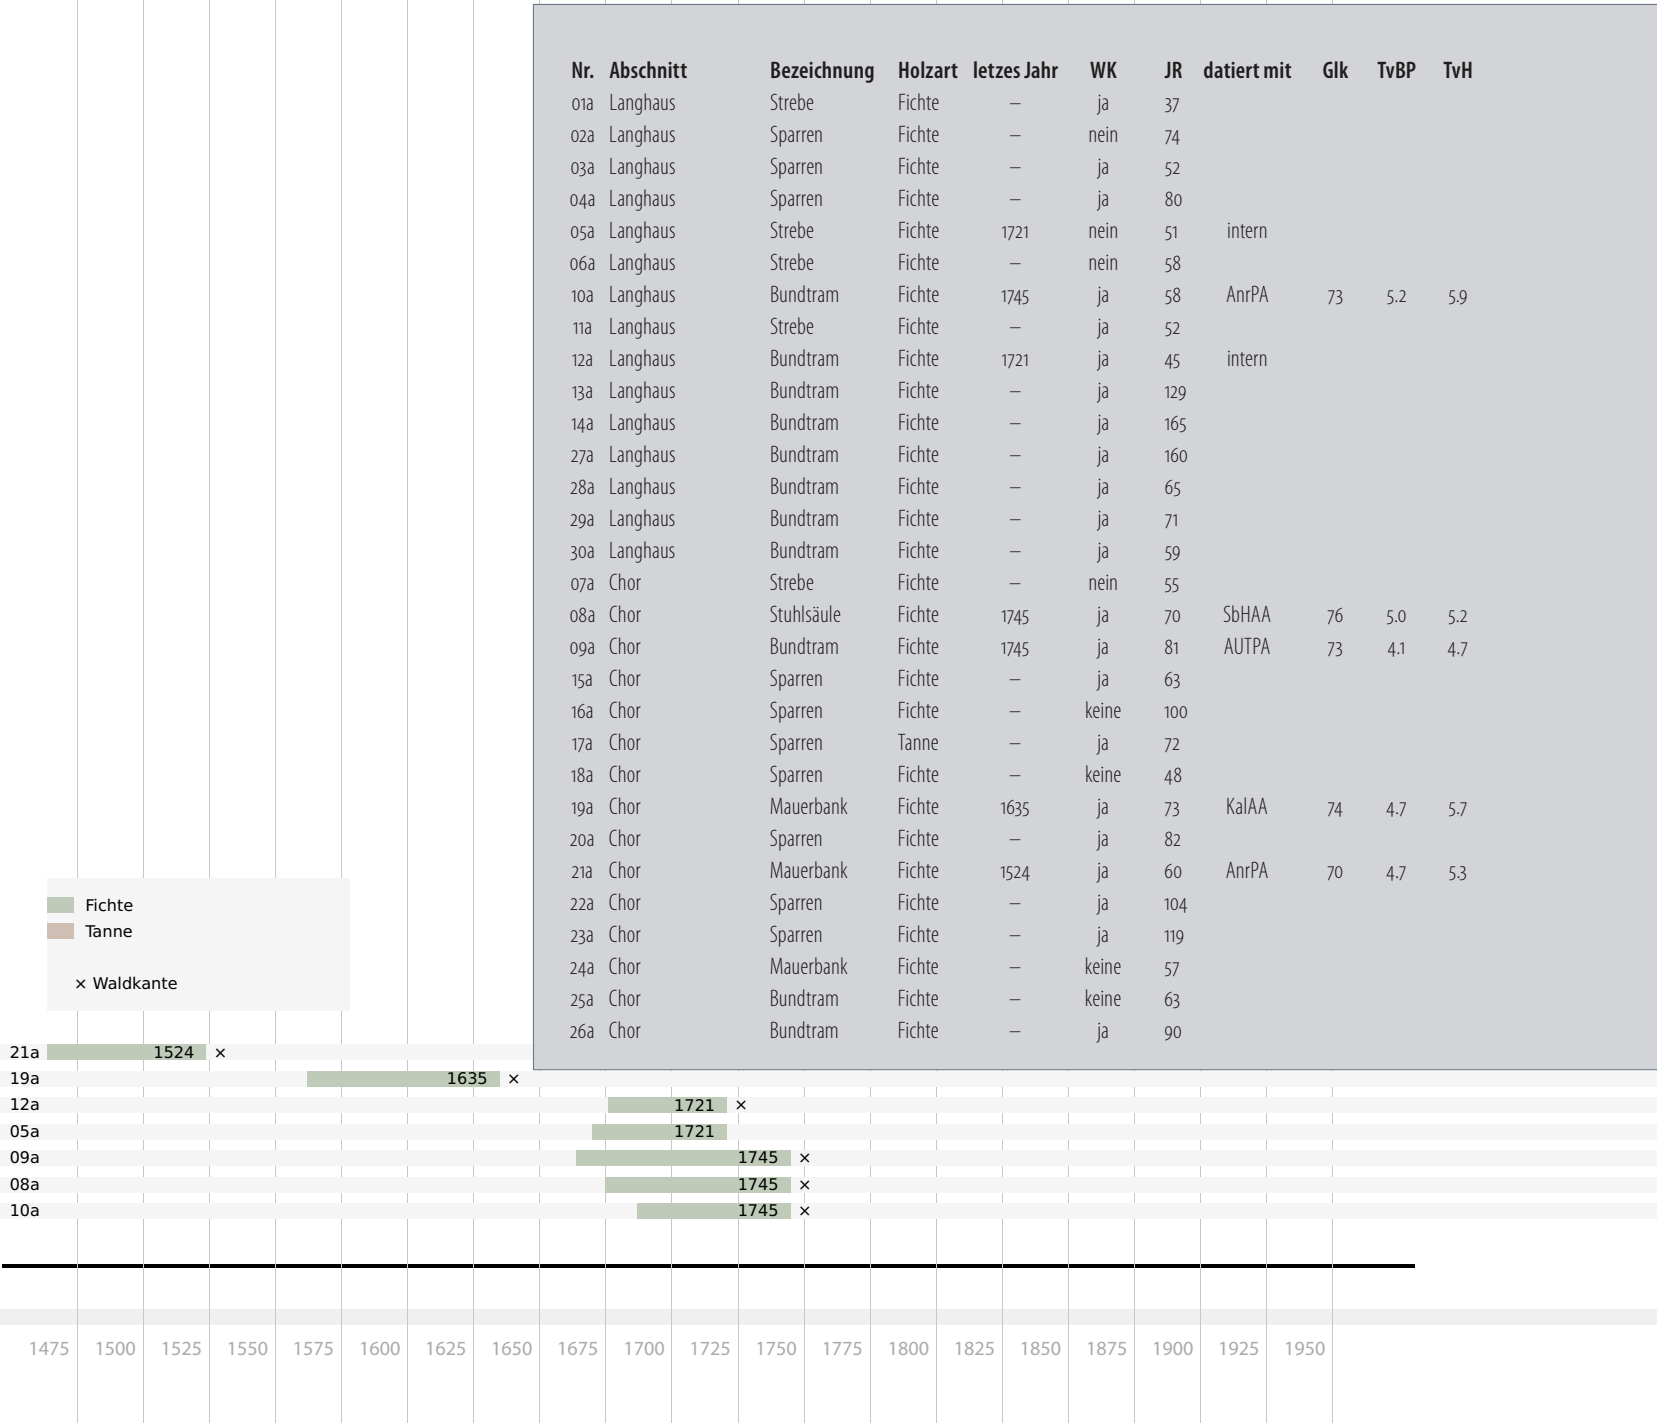 Nr. Abschnitt Bezeichnung Holzart letzes Jahr WK JR datiert mit Glk TvBP TvH
01a Langhaus Strebe Fichte – ja 37
02a Langhaus Sparren Fichte – nein 74
03a Langhaus Sparren Fichte – ja 52
04a Langhaus Sparren Fichte – ja 80
05a Langhaus Strebe Fichte 1721 nein 51 intern
06a Langhaus Strebe Fichte – nein 58
10a Langhaus Bundtram Fichte 1745 ja 58 AnrPA 73 5.2 5.9
11a Langhaus Strebe Fichte – ja 52
12a Langhaus Bundtram Fichte 1721 ja 45 intern
13a Langhaus Bundtram Fichte – ja 129
14a Langhaus Bundtram Fichte – ja 165
27a Langhaus Bundtram Fichte – ja 160
28a Langhaus Bundtram Fichte – ja 65
29a Langhaus Bundtram Fichte – ja 71
30a Langhaus Bundtram Fichte – ja 59
07a Chor Strebe Fichte – nein 55
08a Chor Stuhlsäule Fichte 1745 ja 70 SbHAA 76 5.0 5.2
09a Chor Bundtram Fichte 1745 ja 81 AUTPA 73 4.1 4.7
15a Chor Sparren Fichte – ja 63
16a Chor Sparren Fichte – keine 100
17a Chor Sparren Tanne – ja 72
18a Chor Sparren Fichte – keine 48
19a Chor Mauerbank Fichte 1635 ja 73 KalAA 74 4.7 5.7
20a Chor Sparren Fichte – ja 82
21a Chor Mauerbank Fichte 1524 ja 60 AnrPA 70 4.7 5.3
22a Chor Sparren Fichte – ja 104
23a Chor Sparren Fichte – ja 119
24a Chor Mauerbank Fichte – keine 57
25a Chor Bundtram Fichte – keine 63
26a Chor Bundtram Fichte – ja 90
Fichte
Tanne
× Waldkante
21a 1524 ×
19a 1635 ×
12a 1721 ×
05a 1721
09a 1745 ×
08a 1745 ×
10a 1745 ×
1475 1500 1525 1550 1575 1600 1625 1650 1675 1700 1725 1750 1775 1800 1825 1850 1875 1900 1925 1950